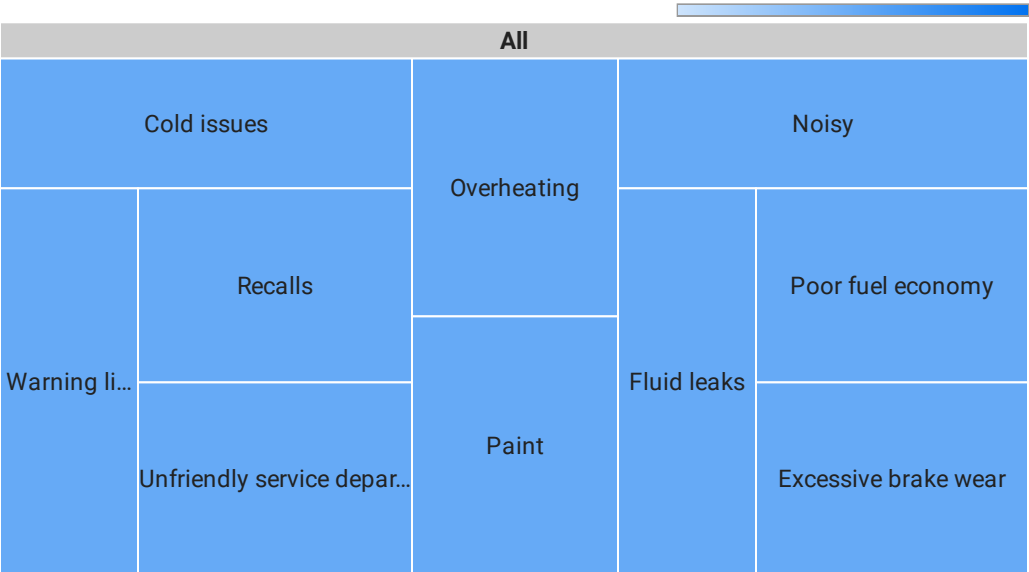 All
Cold issues
Overheating
Noisy
Recalls
Poor fuel economy
Warning li...
Fluid leaks
Paint
Unfriendly service depar...
Excessive brake wear